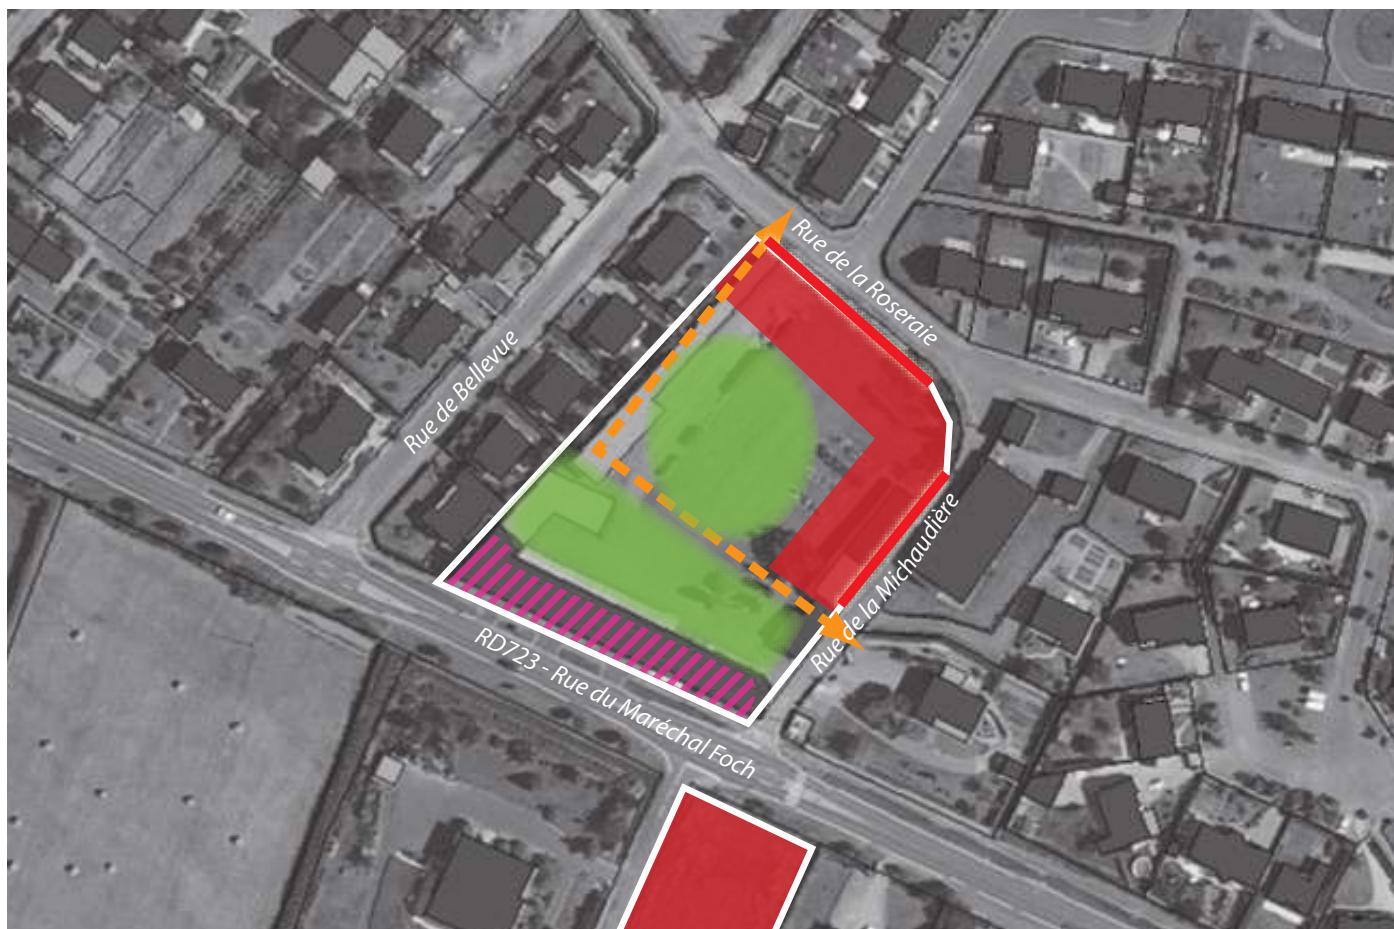 Rue de la Roseraie
Rue de Bellevue
Rue de la Michaudière
RD723 - Rue du Maréchal Foch